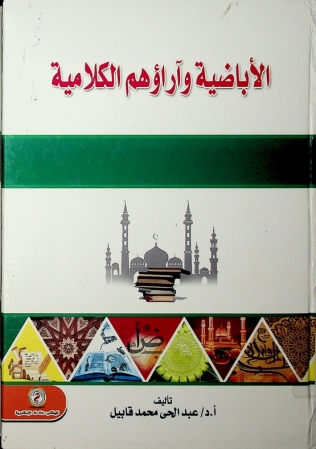 الأباضية وآراؤهم الكلامية
تأليف
أ.د/ عبد الحى محمد قابيل